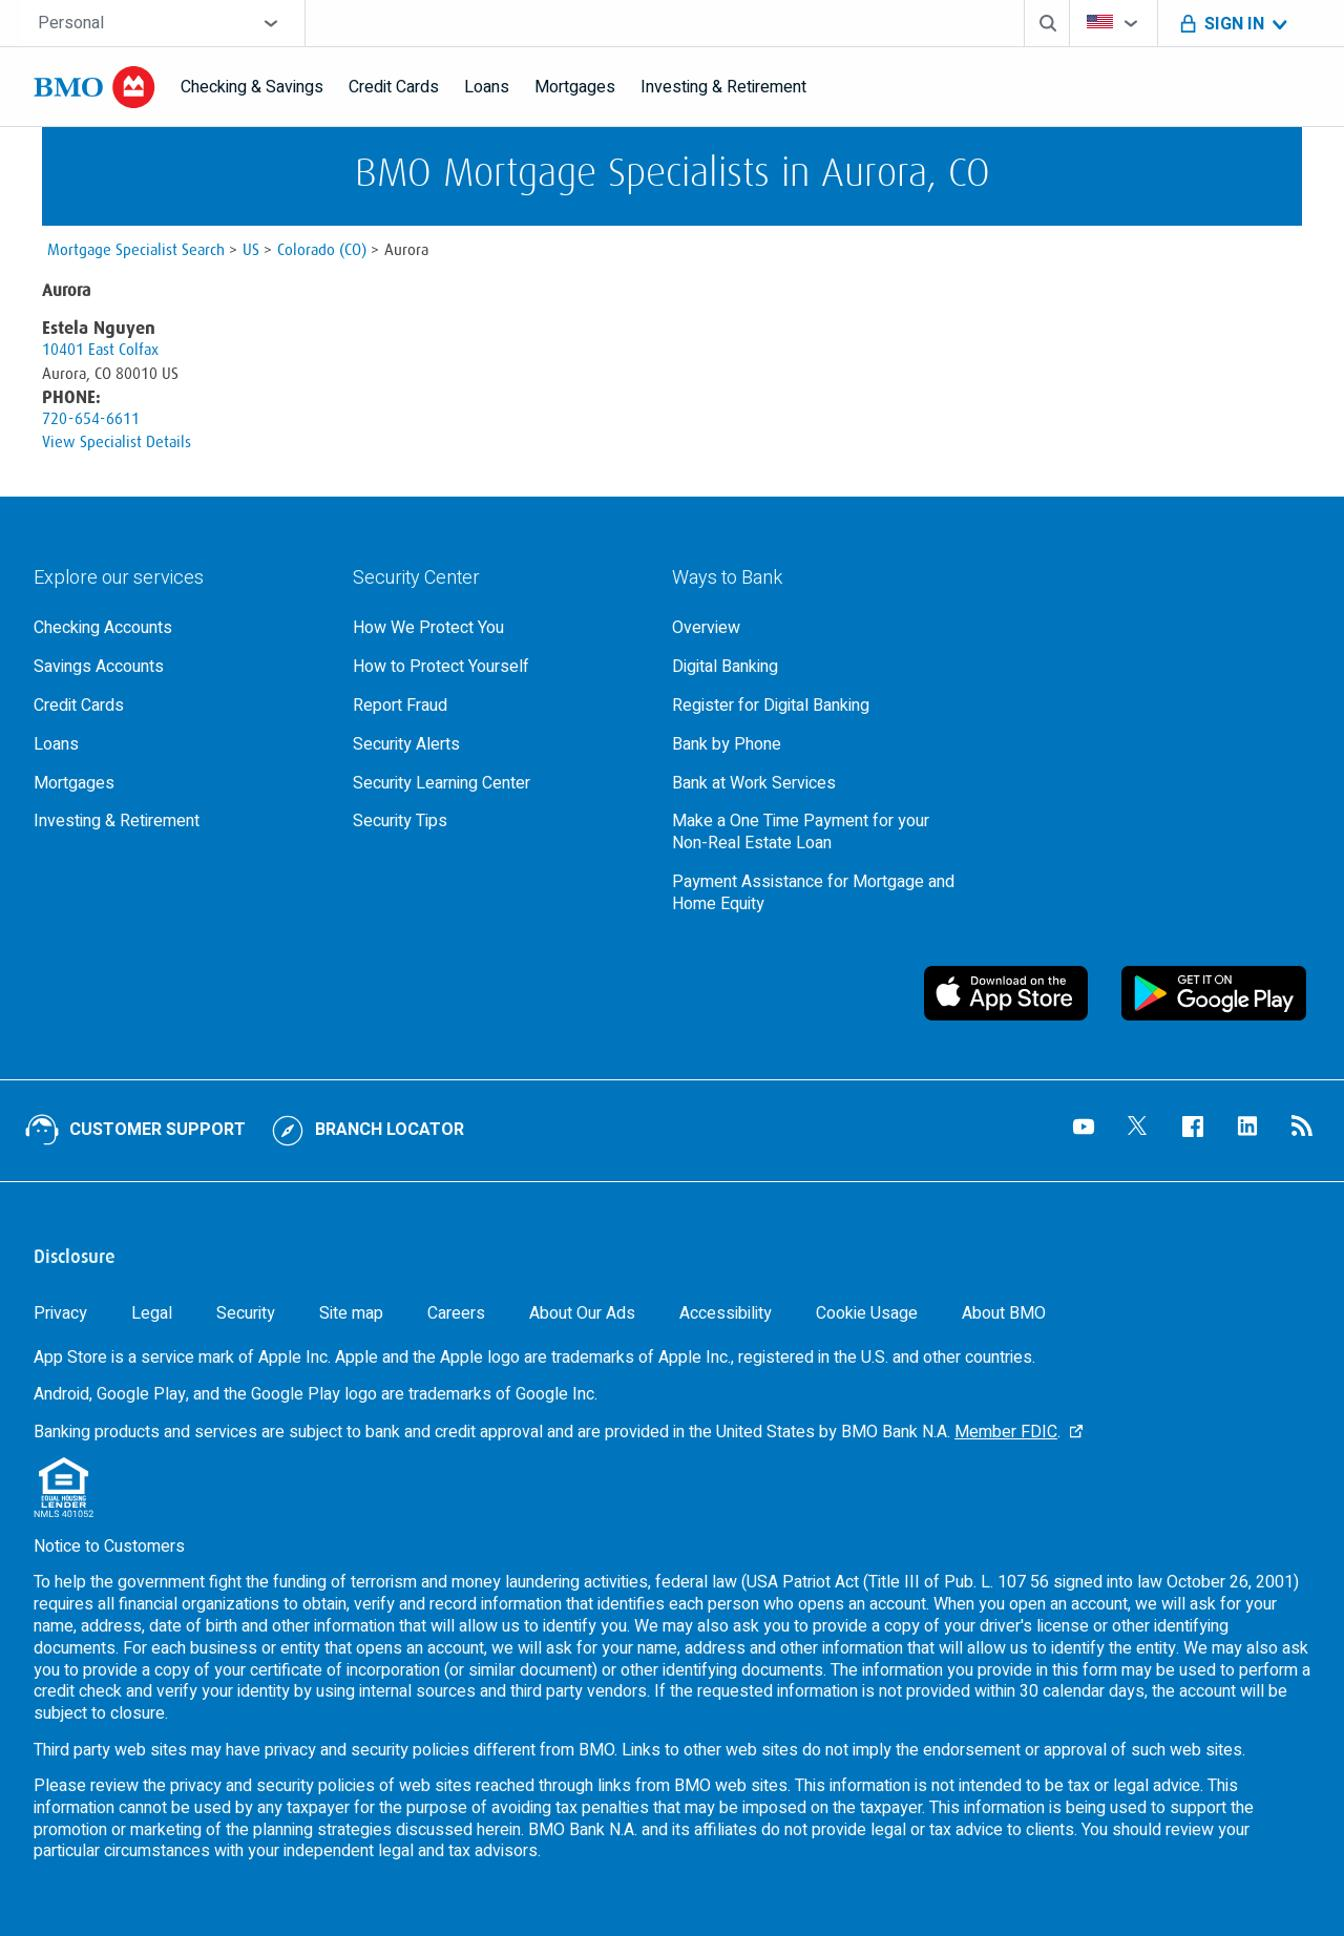 Personal
SIGN IN
BMO
Checking & Savings
Credit Cards
Loans
Mortgages
Investing & Retirement
BMO Mortgage Specialists in Aurora, CO
Mortgage Specialist Search > US > Colorado (CO) > Aurora
Aurora
Estela Nguyen
10401 East Colfax
Aurora, CO 80010 US
PHONE:
720-654-6611
View Specialist Details
Explore our services
Checking Accounts
Savings Accounts
Credit Cards
Loans
Mortgages
Investing & Retirement
Security Center
How We Protect You
How to Protect Yourself
Report Fraud
Security Alerts
Security Learning Center
Security Tips
Ways to Bank
Overview
Digital Banking
Register for Digital Banking
Bank by Phone
Bank at Work Services
Make a One Time Payment for your
Non-Real Estate Loan
Payment Assistance for Mortgage and
Home Equity
Download on the
App Store
GET IT ON
Google Play
CUSTOMER SUPPORT
BRANCH LOCATOR
Disclosure
Privacy
Legal
Security
Site map
Careers
About Our Ads
Accessibility
Cookie Usage
About BMO
App Store is a service mark of Apple Inc. Apple and the Apple logo are trademarks of Apple Inc., registered in the U.S. and other countries.
Android, Google Play, and the Google Play logo are trademarks of Google Inc.
Banking products and services are subject to bank and credit approval and are provided in the United States by BMO Bank N.A. Member FDIC.
EQUAL HOUSING
LENDER
NMLS 401052
Notice to Customers
To help the government fight the funding of terrorism and money laundering activities, federal law (USA Patriot Act (Title III of Pub. L. 107 56 signed into law October 26, 2001)
requires all financial organizations to obtain, verify and record information that identifies each person who opens an account. When you open an account, we will ask for your
name, address, date of birth and other information that will allow us to identify you. We may also ask you to provide a copy of your driver's license or other identifying
documents. For each business or entity that opens an account, we will ask for your name, address and other information that will allow us to identify the entity. We may also ask
you to provide a copy of your certificate of incorporation (or similar document) or other identifying documents. The information you provide in this form may be used to perform a
credit check and verify your identity by using internal sources and third party vendors. If the requested information is not provided within 30 calendar days, the account will be
subject to closure.
Third party web sites may have privacy and security policies different from BMO. Links to other web sites do not imply the endorsement or approval of such web sites.
Please review the privacy and security policies of web sites reached through links from BMO web sites. This information is not intended to be tax or legal advice. This
information cannot be used by any taxpayer for the purpose of avoiding tax penalties that may be imposed on the taxpayer. This information is being used to support the
promotion or marketing of the planning strategies discussed herein. BMO Bank N.A. and its affiliates do not provide legal or tax advice to clients. You should review your
particular circumstances with your independent legal and tax advisors.